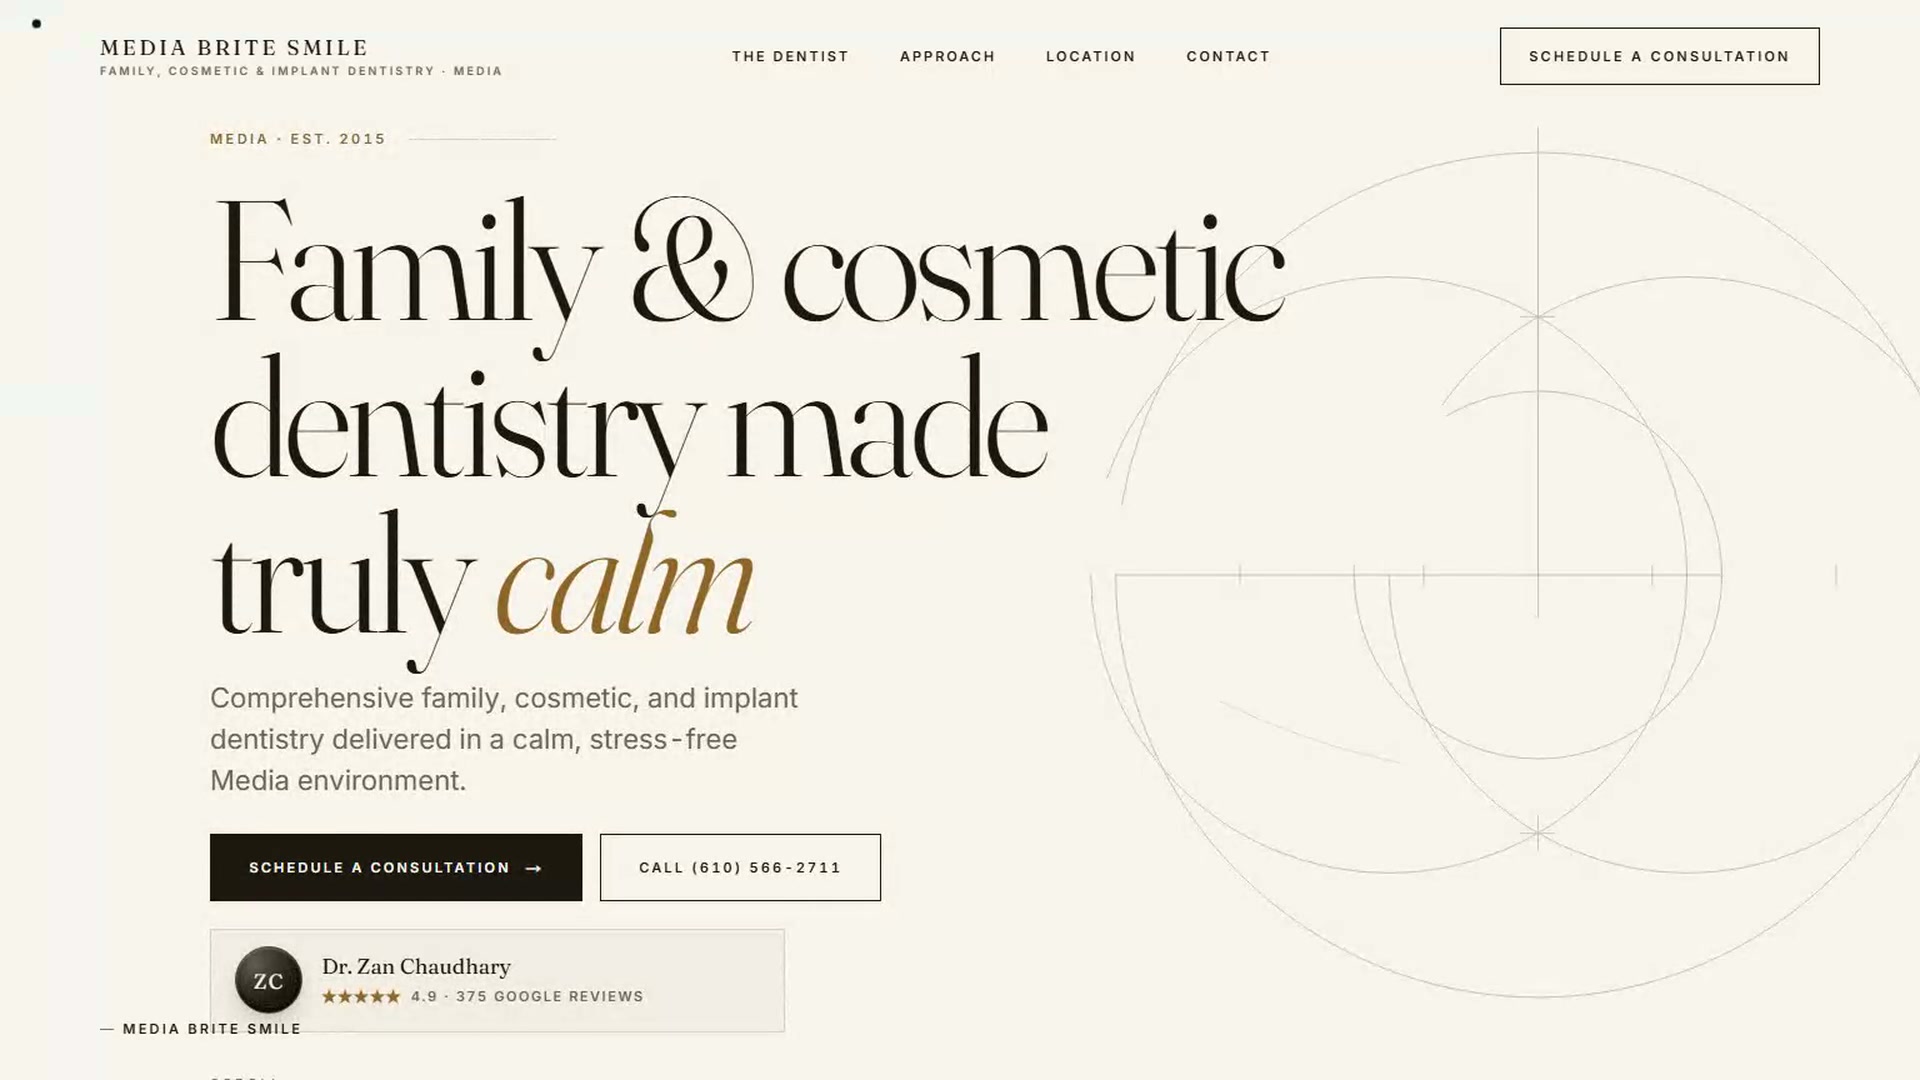 MEDIA BRITE SMILE
FAMILY, COSMETIC & IMPLANT DENTISTRY · MEDIA
THE DENTIST
APPROACH
LOCATION
CONTACT
SCHEDULE A CONSULTATION
MEDIA · EST. 2015
Family & cosmetic
dentistry made
truly calm
Comprehensive family, cosmetic, and implant
dentistry delivered in a calm, stress-free
Media environment.
SCHEDULE A CONSULTATION →
CALL (610) 566-2711
ZC
Dr. Zan Chaudhary
★★★★★ 4.9 · 375 GOOGLE REVIEWS
— MEDIA BRITE SMILE